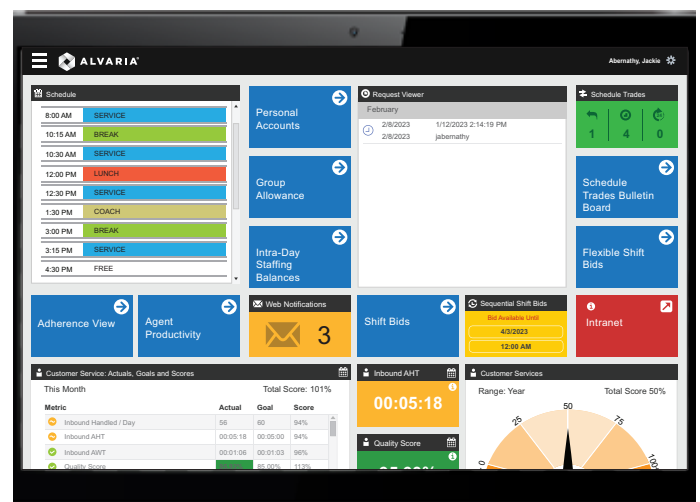 ALVARIA
Abernathy, Jackie
Schedule
8:00 AM SERVICE
10:15 AM BREAK
10:30 AM SERVICE
12:00 PM LUNCH
12:30 PM SERVICE
1:30 PM COACH
3:00 PM BREAK
3:15 PM SERVICE
4:30 PM FREE
Personal
Accounts
Group
Allowance
Intra-Day
Staffing
Balances
Request Viewer
February
2/8/2023 1/12/2023 2:14:19 PM
2/8/2023 jabernathy
Schedule Trades
1 4 0
Schedule
Trades Bulletin
Board
Flexible Shift
Bids
Adherence View
Agent
Productivity
Web Notifications
3
Shift Bids
Sequential Shift Bids
Bid Available Until
4/3/2023
12:00 AM
Intranet
Customer Service: Actuals, Goals and Scores
This Month Total Score: 101%
Metric Actual Goal Score
Inbound Handled / Day 56 60 94%
Inbound AHT 00:05:18 00:05:00 94%
Inbound AWT 00:01:06 00:01:03 96%
Quality Score 85.00% 113%
Inbound AHT
00:05:18
Quality Score
Customer Services
Range: Year Total Score 50%
25 50 75 100
0